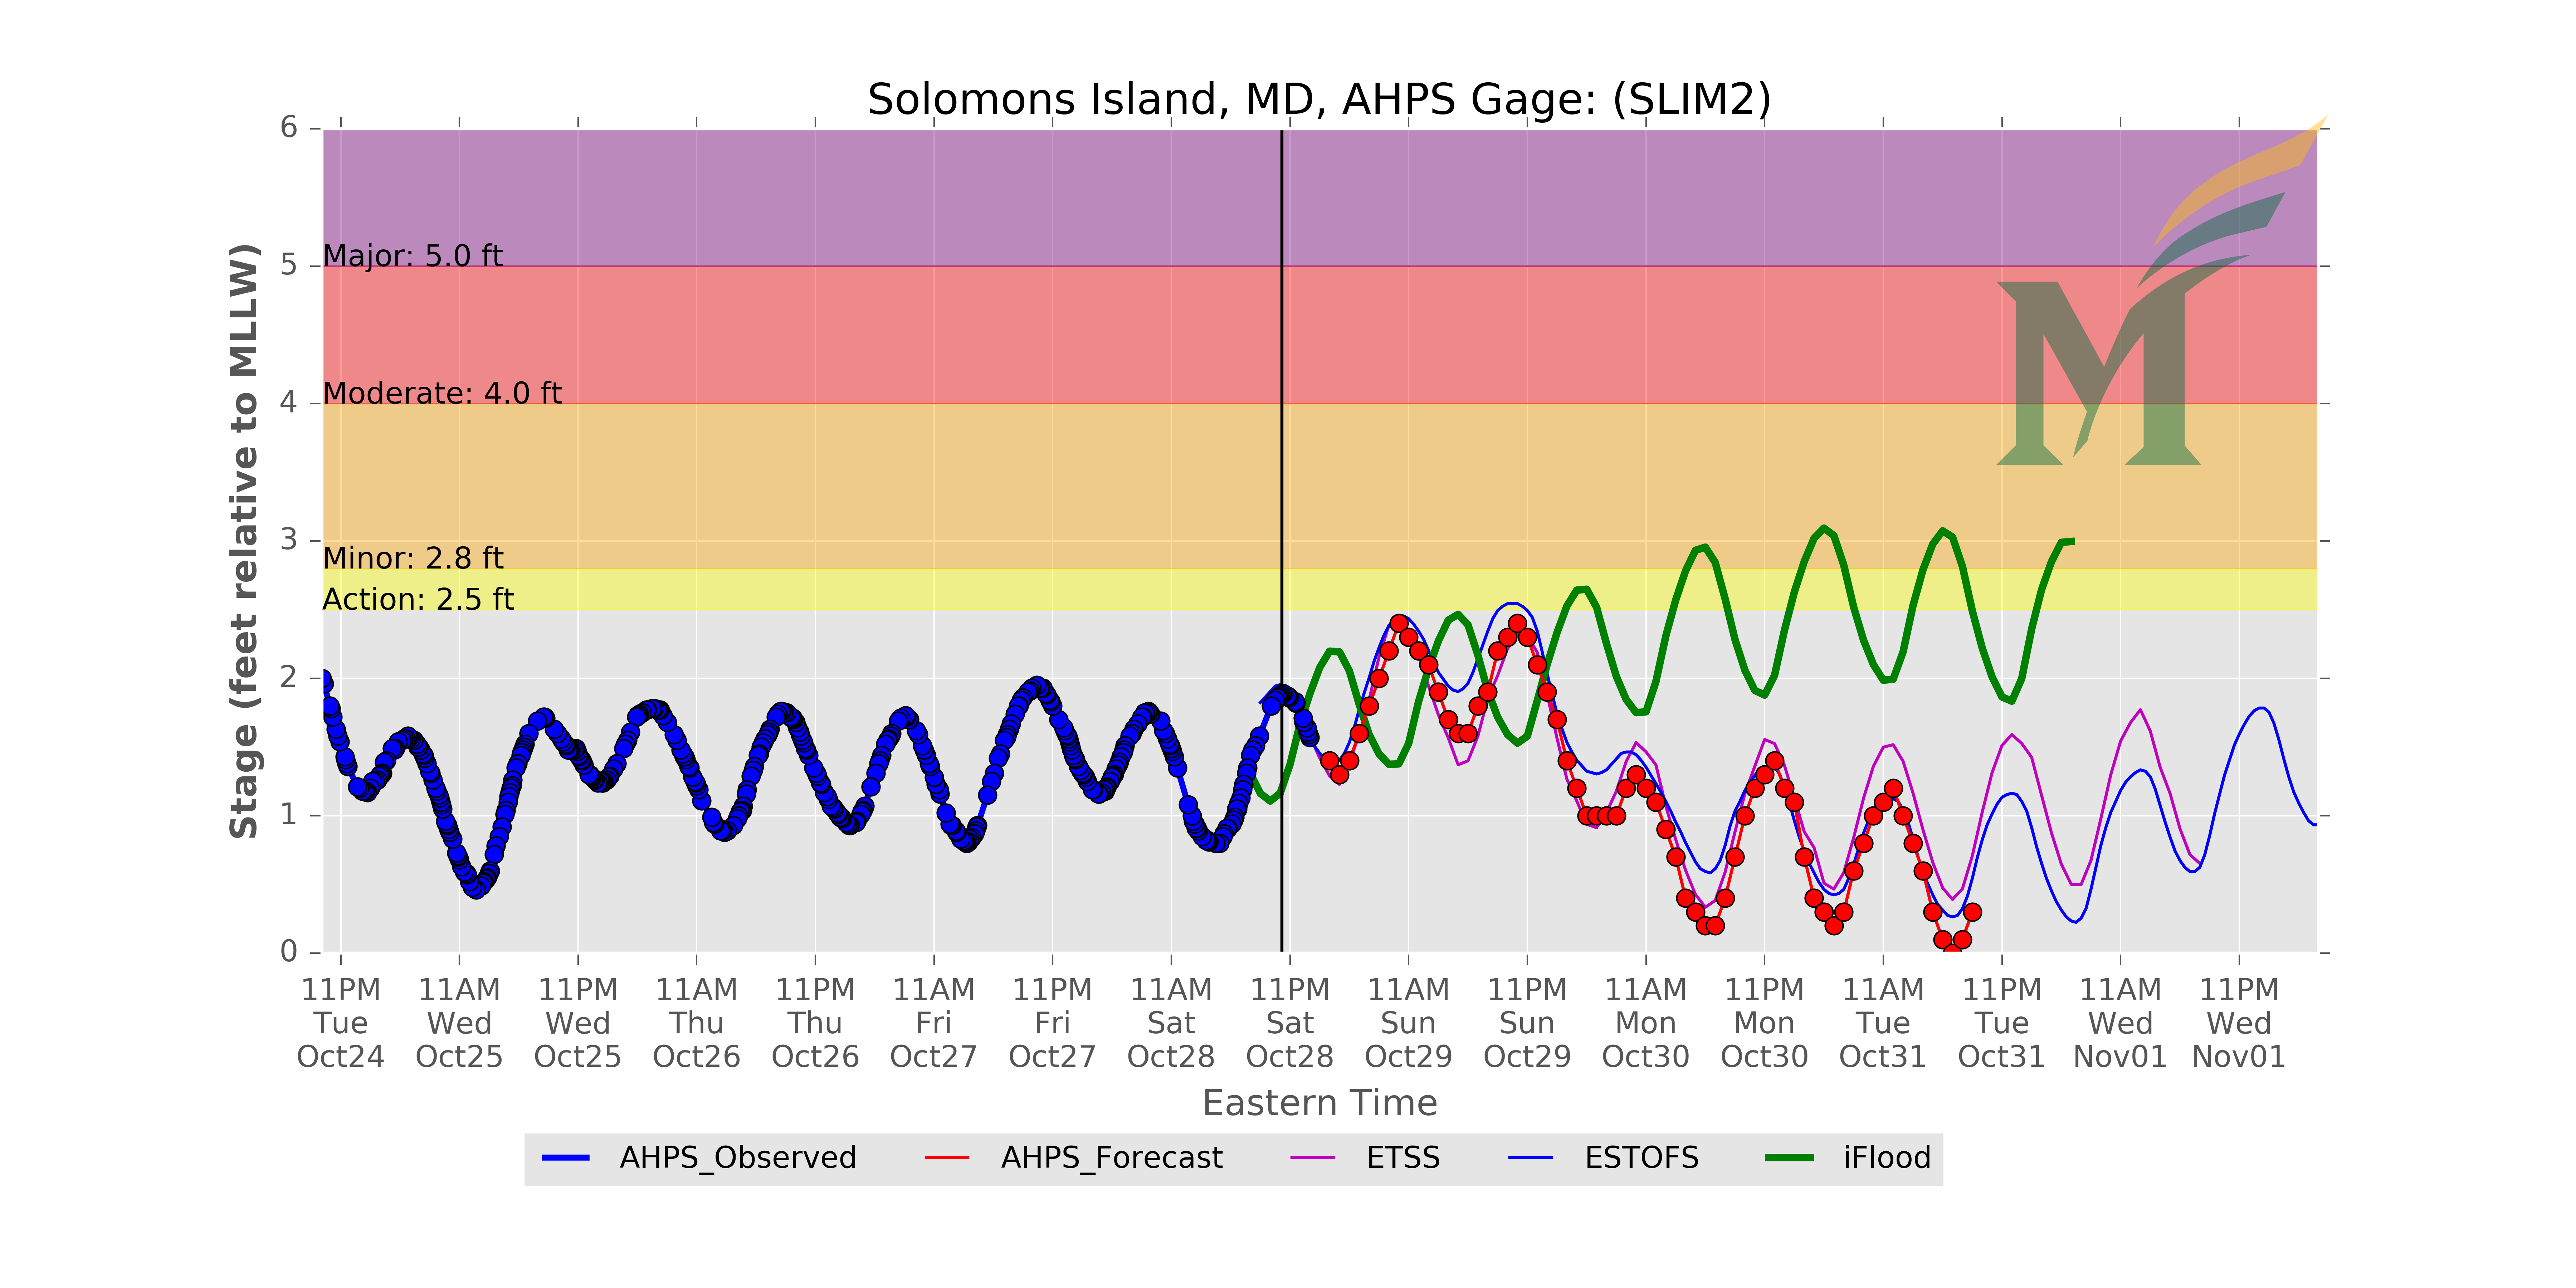 Solomons Island, MD, AHPS Gage: (SLIM2)
Stage (feet relative to MLLW)
6
5
4
3
2
1
0
Major: 5.0 ft
Moderate: 4.0 ft
Minor: 2.8 ft
Action: 2.5 ft
M
11PM 11AM 11PM 11AM 11PM 11AM 11PM 11AM 11PM 11AM 11PM 11AM 11PM 11AM 11PM 11AM 11PM
Tue Wed Wed Thu Thu Fri Fri Sat Sat Sun Sun Mon Mon Tue Tue Wed Wed
Oct24 Oct25 Oct25 Oct26 Oct26 Oct27 Oct27 Oct28 Oct28 Oct29 Oct29 Oct30 Oct30 Oct31 Oct31 Nov01 Nov01
Eastern Time
AHPS_Observed AHPS_Forecast ETSS ESTOFS iFlood